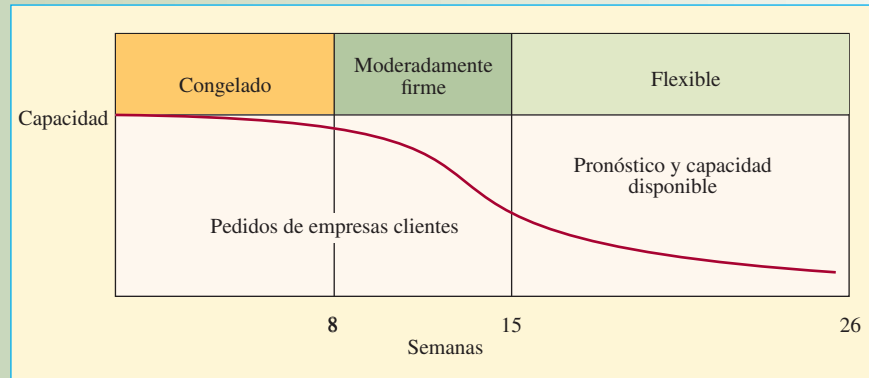 Congelado
Moderadamente
firme
Flexible
Capacidad
Pronóstico y capacidad
disponible
Pedidos de empresas clientes
8
15
26
Semanas